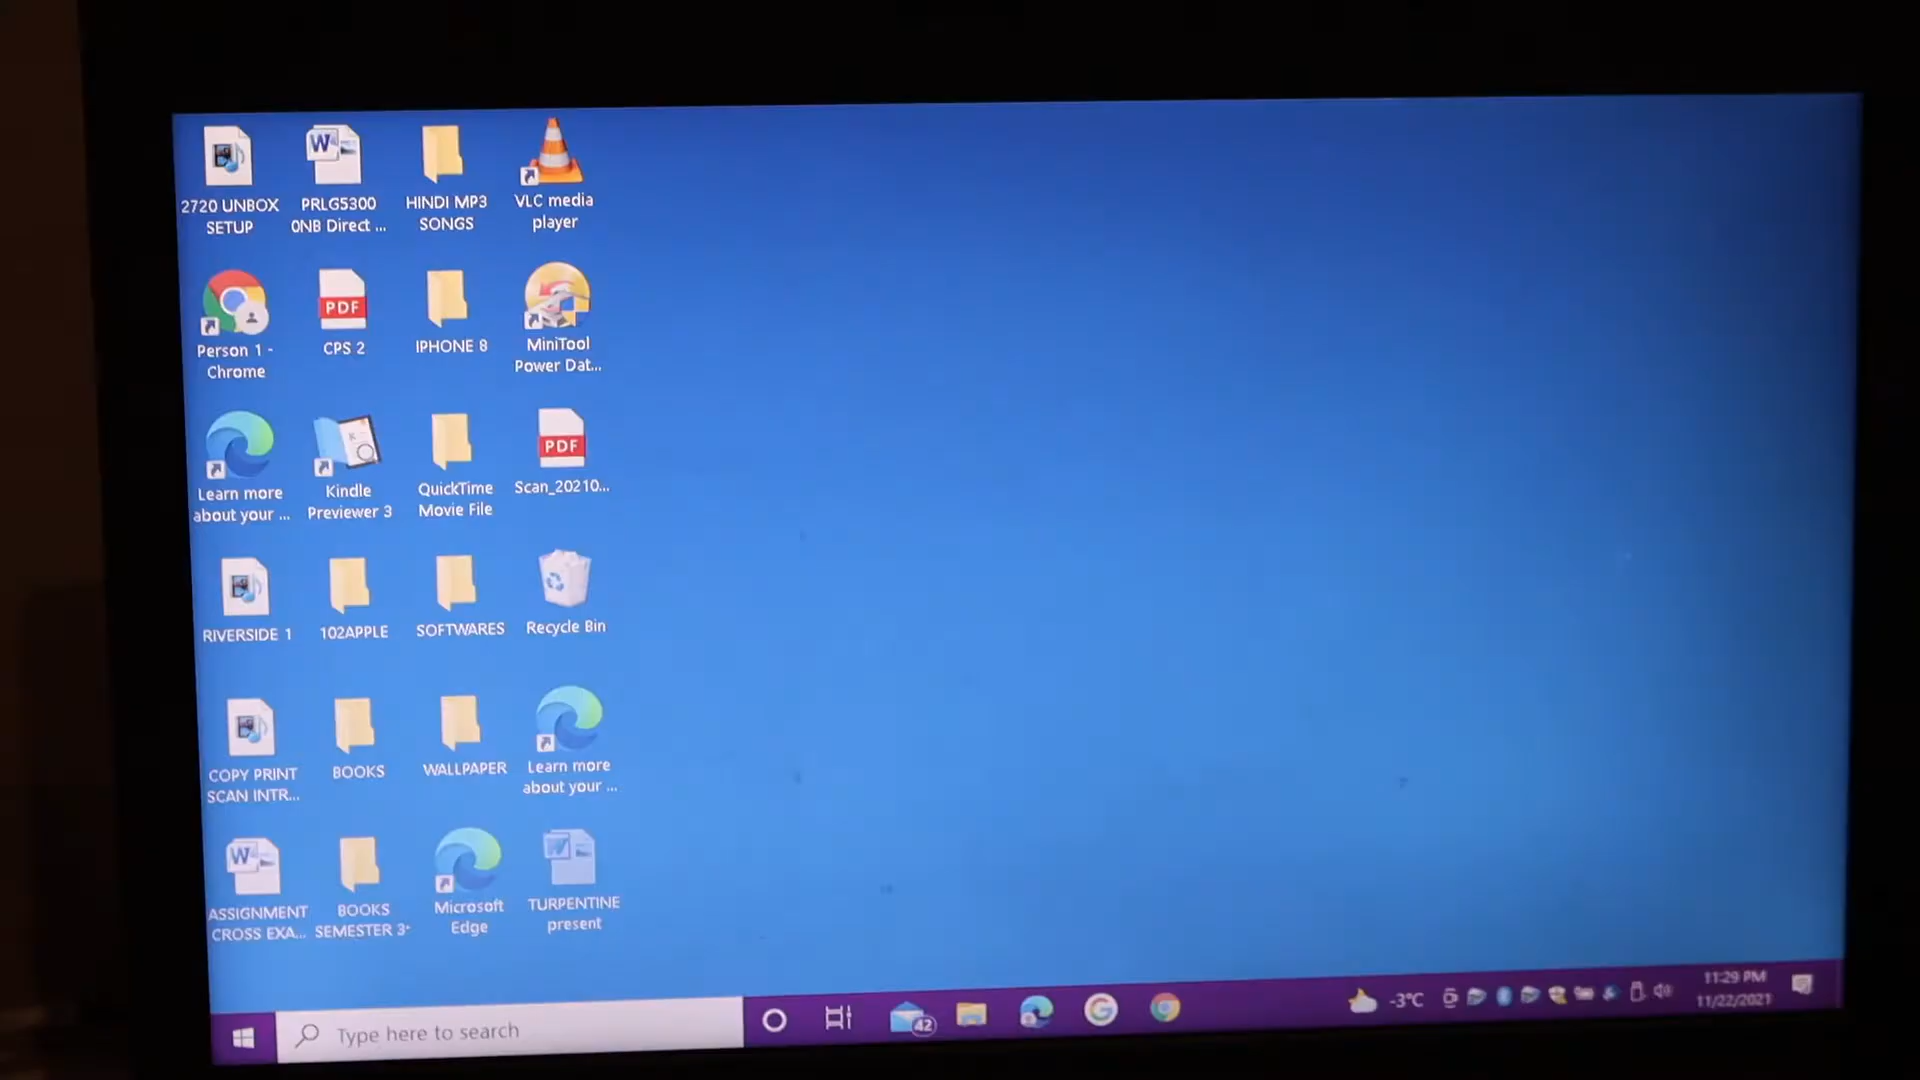 2720 UNBOX
SETUP
W
PRLG5300
0NB Direct ...
HINDI MP3
SONGS
VLC media
player
Person 1 -
Chrome
PDF
CPS 2
IPHONE 8
MiniTool
Power Dat...
Learn more
about your ...
Kindle
Previewer 3
QuickTime
Movie File
PDF
Scan_20210...
RIVERSIDE 1
102APPLE
SOFTWARES
Recycle Bin
COPY PRINT
SCAN INTR...
BOOKS
WALLPAPER
Learn more
about your ...
W
ASSIGNMENT
CROSS EXA...
BOOKS
SEMESTER 3-
Microsoft
Edge
W
TURPENTINE
present
Type here to search
42
G
-3°C
11:29 PM
11/22/2021